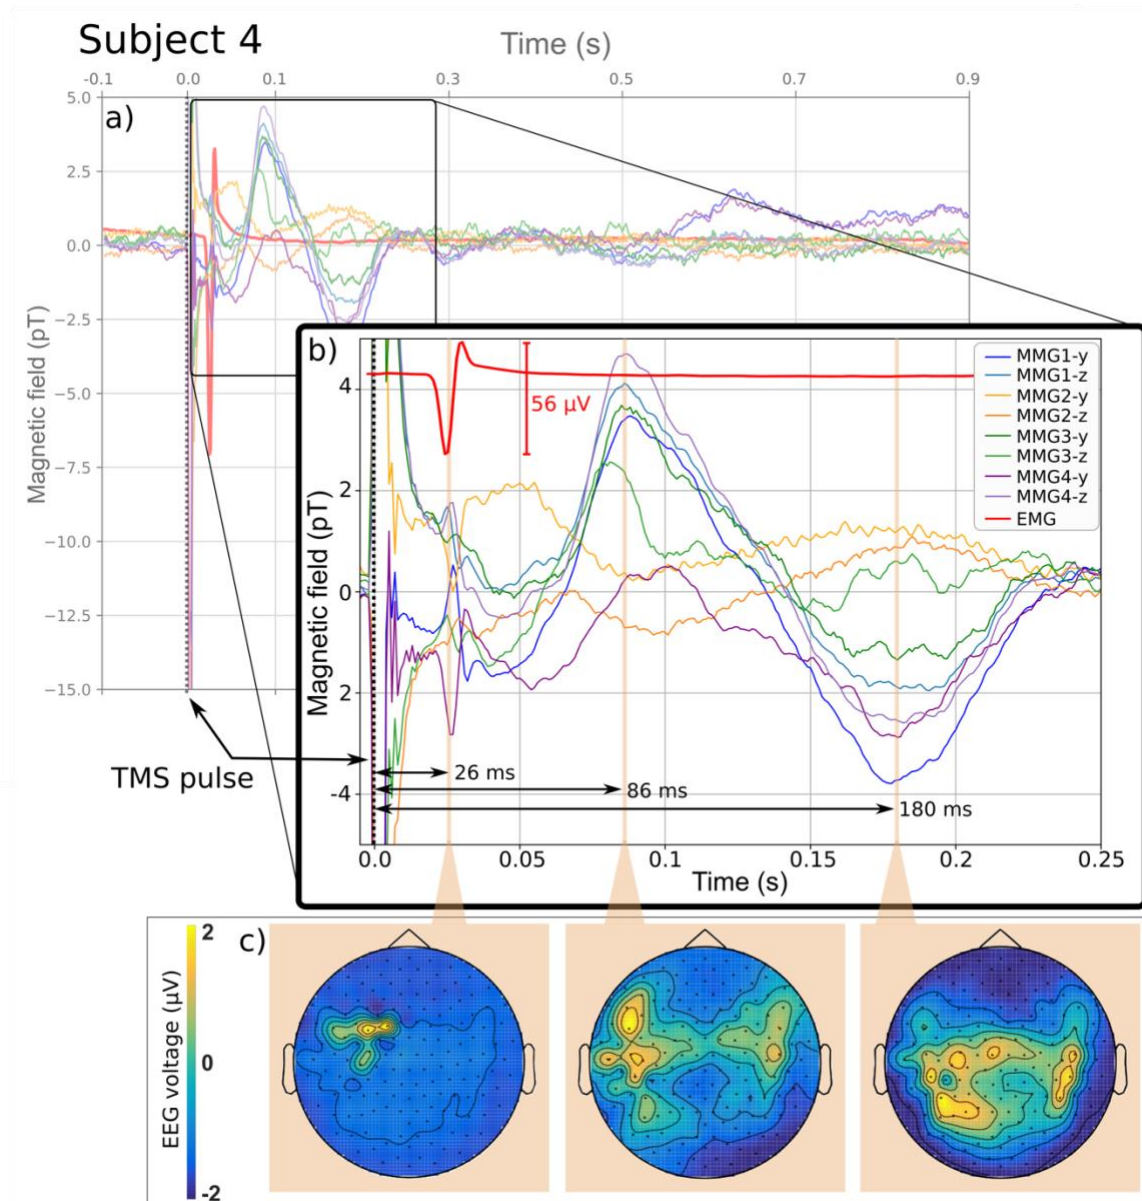 Subject 4
Time (s)
-0.1 0.0 0.1 0.3 0.5 0.7 0.9
a)
5.0
2.5
0.0
−2.5
−5.0
−7.5
−10.0
−12.5
−15.0
Magnetic field (pT)
TMS pulse
b)
4
2
0
2
-4
Magnetic field (pT)
56 μV
MMG1-y
MMG1-z
MMG2-y
MMG2-z
MMG3-y
MMG3-z
MMG4-y
MMG4-z
EMG
26 ms
86 ms
180 ms
0.0 0.05 0.1 0.15 0.2 0.25
Time (s)
c)
EEG voltage (μV)
2
0
-2